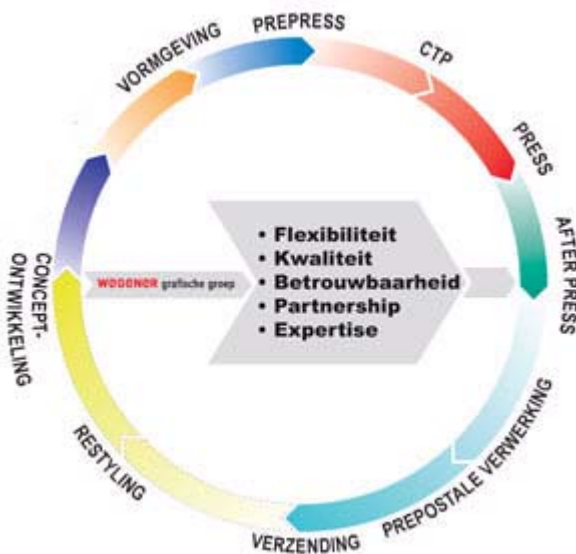 PREPRESS
CTP
PRESS
AFTER PRESS
PREPOSTALE VERWERKING
VERZENDING
RESTYLING
CONCEPT-
ONTWIKKELING
VORMGEVING
WEGENER grafische groep
• Flexibiliteit
• Kwaliteit
• Betrouwbaarheid
• Partnership
• Expertise